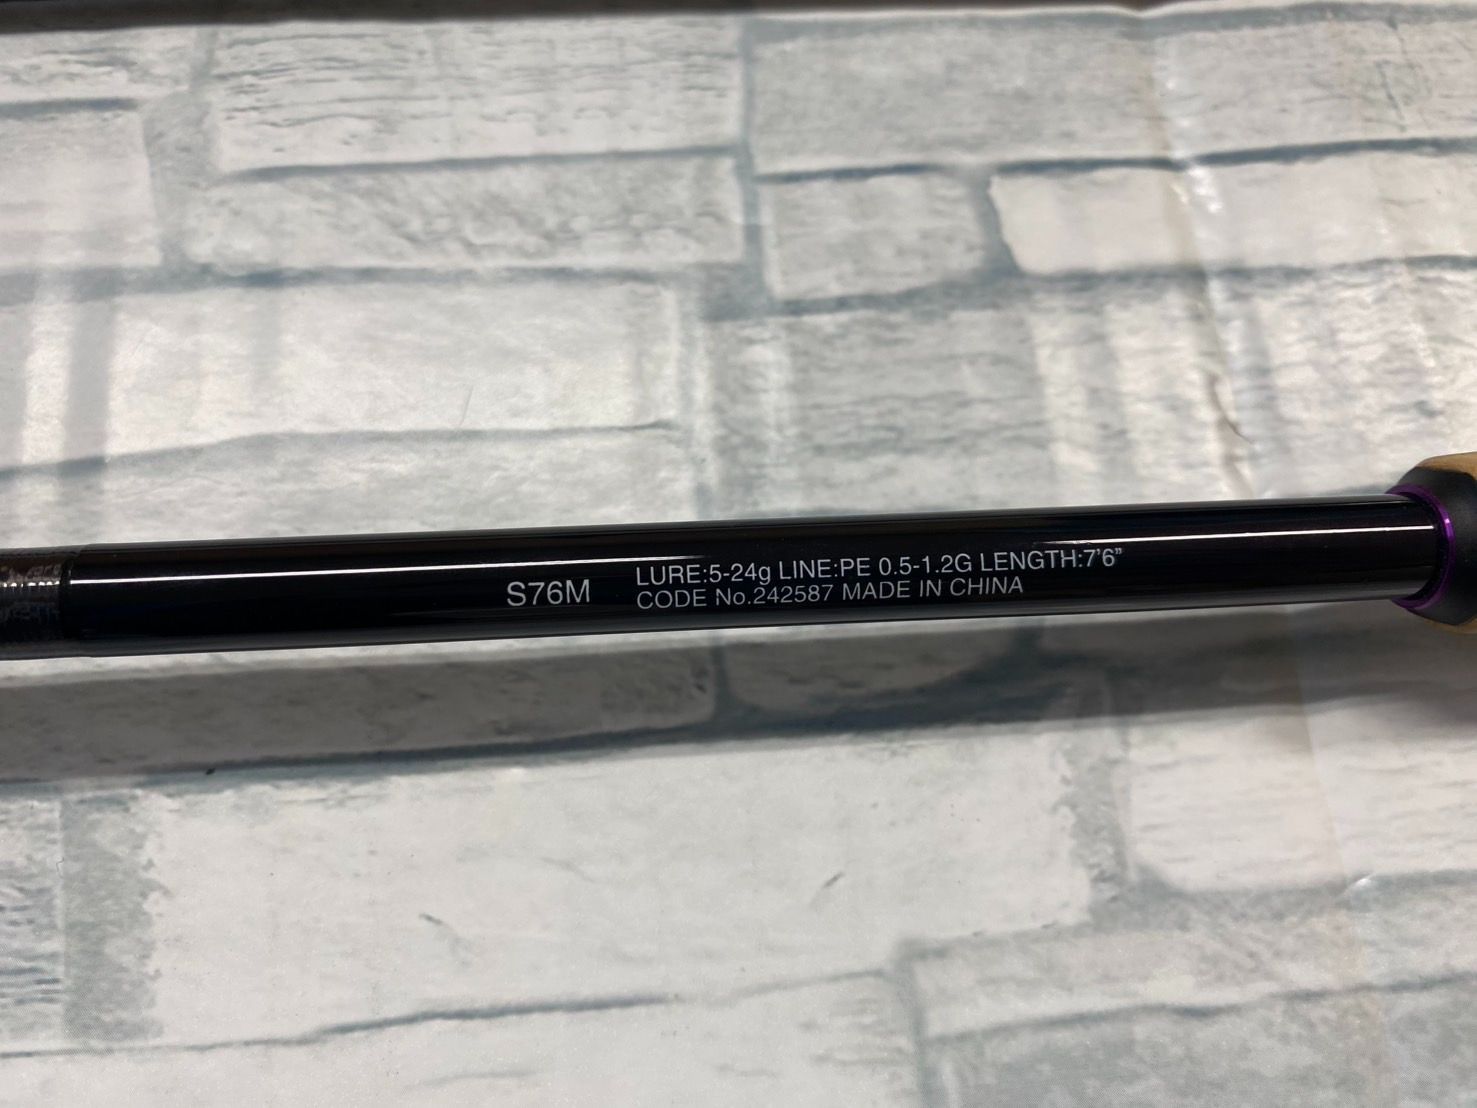 S76M
LURE:5-24g LINE:PE 0.5-1.2G LENGTH:7'6"
CODE No.242587 MADE IN CHINA